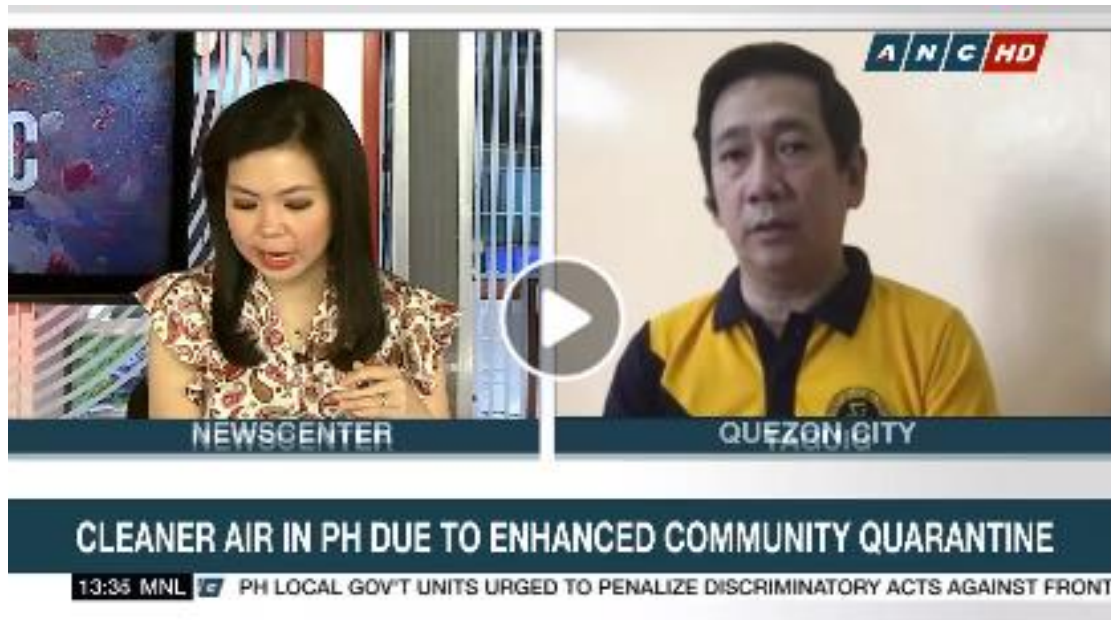 C
ANC HD
NEWSCENTER
QUEZON CITY
TAGUIG
CLEANER AIR IN PH DUE TO ENHANCED COMMUNITY QUARANTINE
13:35 MNL PH LOCAL GOV'T UNITS URGED TO PENALIZE DISCRIMINATORY ACTS AGAINST FRONT